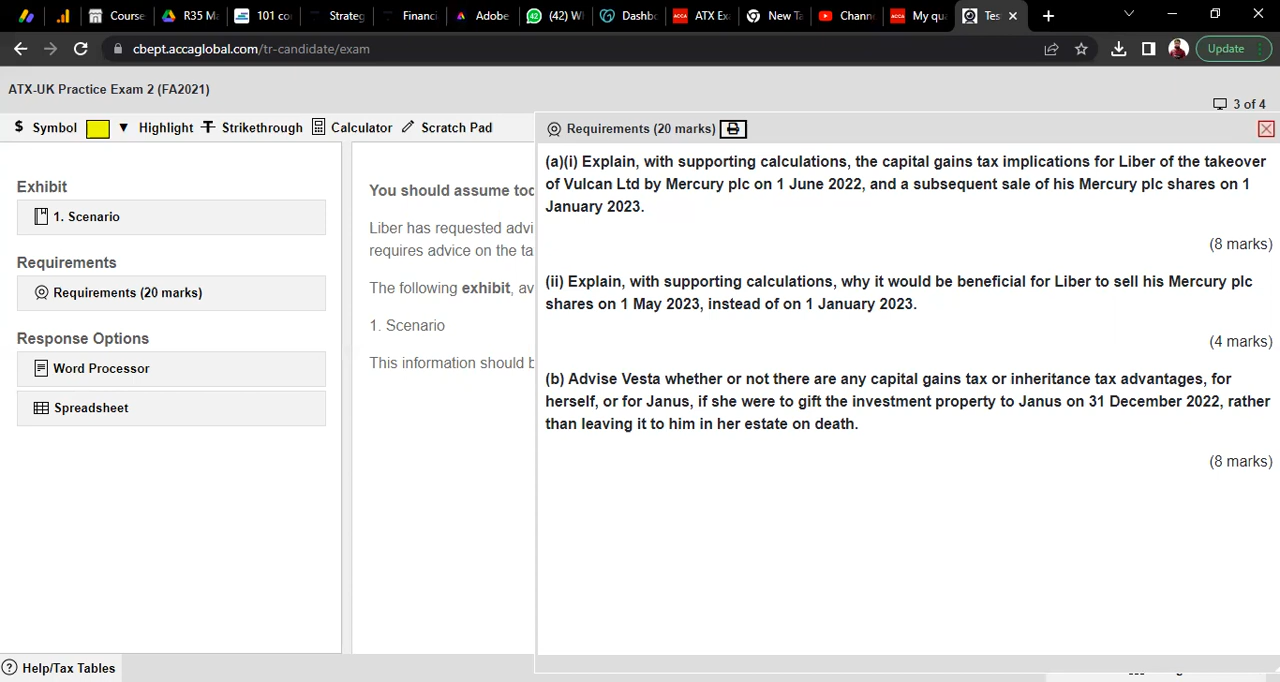 Course
R35 Ma
101 co
Strateg
Financi
Adobe
(42) W
Dashb
ATX Ex
New Ta
Chann
My qu
Tes
cbept.accaglobal.com/tr-candidate/exam
Update
ATX-UK Practice Exam 2 (FA2021)
3 of 4
$ Symbol
Highlight
Strikethrough
Calculator
Scratch Pad
Exhibit
1. Scenario
Requirements
Requirements (20 marks)
Response Options
Word Processor
Spreadsheet
You should assume tod
Liber has requested advi
requires advice on the ta
The following exhibit, av
1. Scenario
This information should b
Requirements (20 marks)
(a)(i) Explain, with supporting calculations, the capital gains tax implications for Liber of the takeover
of Vulcan Ltd by Mercury plc on 1 June 2022, and a subsequent sale of his Mercury plc shares on 1
January 2023.
(8 marks)
(ii) Explain, with supporting calculations, why it would be beneficial for Liber to sell his Mercury plc
shares on 1 May 2023, instead of on 1 January 2023.
(4 marks)
(b) Advise Vesta whether or not there are any capital gains tax or inheritance tax advantages, for
herself, or for Janus, if she were to gift the investment property to Janus on 31 December 2022, rather
than leaving it to him in her estate on death.
(8 marks)
Help/Tax Tables